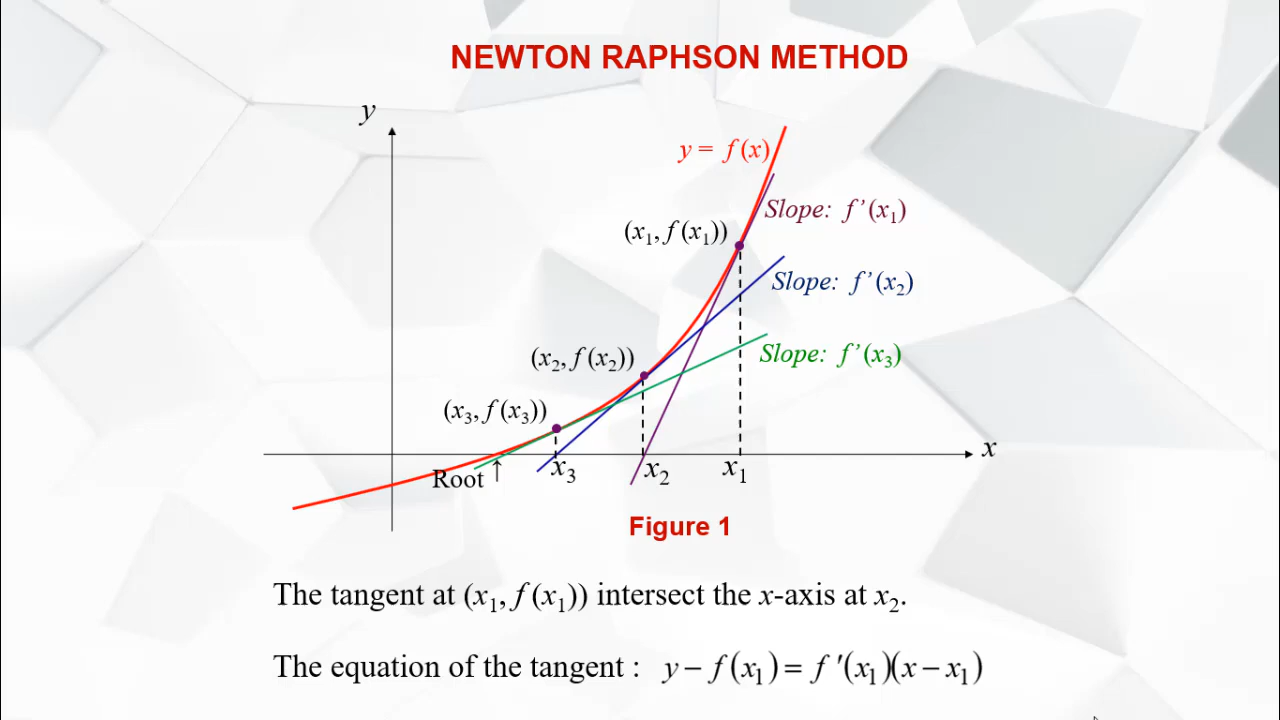 NEWTON RAPHSON METHOD
y
y = f(x)
Slope: f’(x₁)
(x₁, f(x₁))
Slope: f’(x₂)
(x₂, f(x₂))
Slope: f’(x₃)
(x₃, f(x₃))
x
Root ↑ x₃ x₂ x₁
Figure 1
The tangent at (x₁, f(x₁)) intersect the x-axis at x₂.
The equation of the tangent : y − f(x₁) = f ′(x₁)(x − x₁)